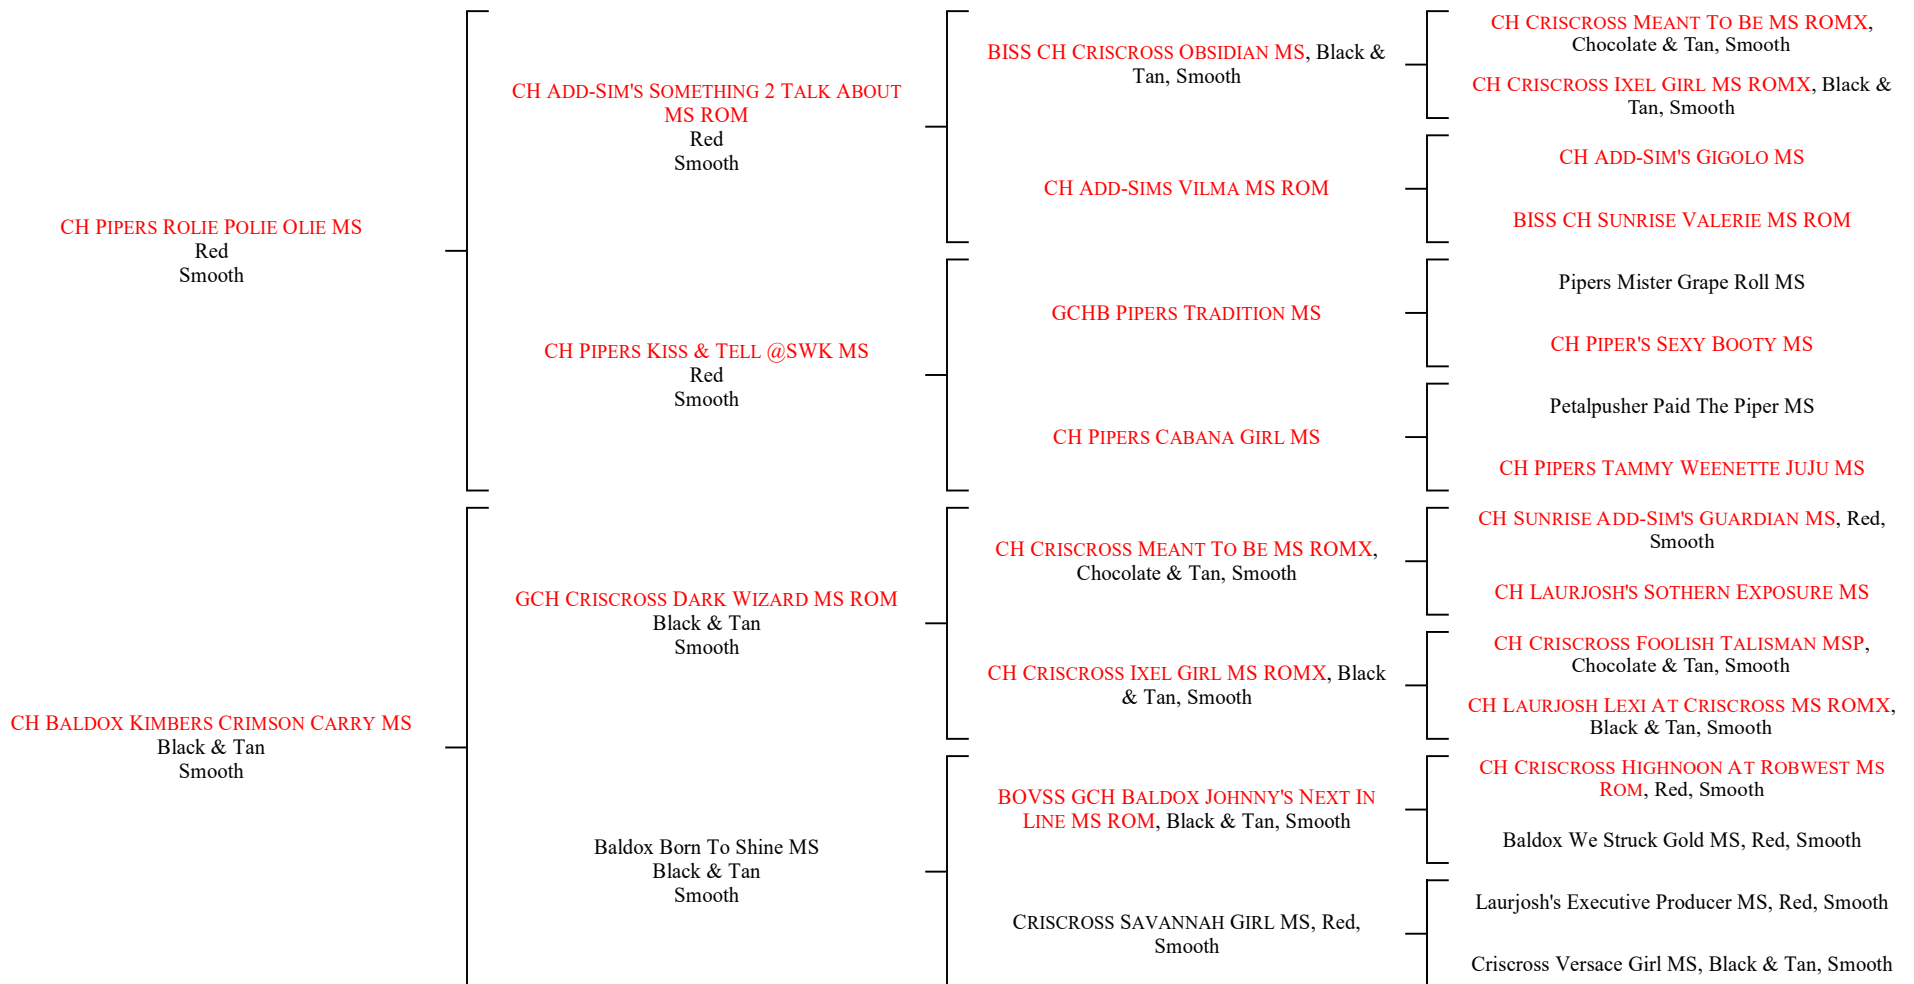 CH PIPERS ROLIE POLIE OLIE MS
Red
Smooth
CH BALDOX KIMBERS CRIMSON CARRY MS
Black & Tan
Smooth
CH ADD-SIM'S SOMETHING 2 TALK ABOUT
MS ROM
Red
Smooth
CH PIPERS KISS & TELL @SWK MS
Red
Smooth
GCH CRISCROSS DARK WIZARD MS ROM
Black & Tan
Smooth
Baldox Born To Shine MS
Black & Tan
Smooth
BISS CH CRISCROSS OBSIDIAN MS, Black &
Tan, Smooth
CH ADD-SIMS VILMA MS ROM
GCHB PIPERS TRADITION MS
CH PIPERS CABANA GIRL MS
CH CRISCROSS MEANT TO BE MS ROMX,
Chocolate & Tan, Smooth
CH CRISCROSS IXEL GIRL MS ROMX, Black
& Tan, Smooth
BOVSS GCH BALDOX JOHNNY'S NEXT IN
LINE MS ROM, Black & Tan, Smooth
CRISCROSS SAVANNAH GIRL MS, Red,
Smooth
CH CRISCROSS MEANT TO BE MS ROMX,
Chocolate & Tan, Smooth
CH CRISCROSS IXEL GIRL MS ROMX, Black &
Tan, Smooth
CH ADD-SIM'S GIGOLO MS
BISS CH SUNRISE VALERIE MS ROM
Pipers Mister Grape Roll MS
CH PIPER'S SEXY BOOTY MS
Petalpusher Paid The Piper MS
CH PIPERS TAMMY WEENETTE JUJU MS
CH SUNRISE ADD-SIM'S GUARDIAN MS, Red,
Smooth
CH LAURJOSH'S SOTHERN EXPOSURE MS
CH CRISCROSS FOOLISH TALISMAN MSP,
Chocolate & Tan, Smooth
CH LAURJOSH LEXI AT CRISCROSS MS ROMX,
Black & Tan, Smooth
CH CRISCROSS HIGHNOON AT ROBWEST MS
ROM, Red, Smooth
Baldox We Struck Gold MS, Red, Smooth
Laurjosh's Executive Producer MS, Red, Smooth
Criscross Versace Girl MS, Black & Tan, Smooth